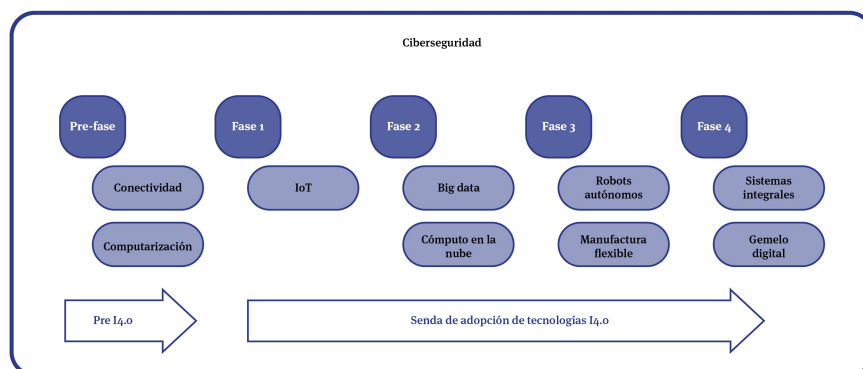 Ciberseguridad
Pre-fase
Fase 1
Fase 2
Fase 3
Fase 4
Conectividad
IoT
Big data
Robots
autónomos
Sistemas
integrales
Computarización
Cómputo en la
nube
Manufactura
flexible
Gemelo
digital
Pre I4.0
Senda de adopción de tecnologías I4.0